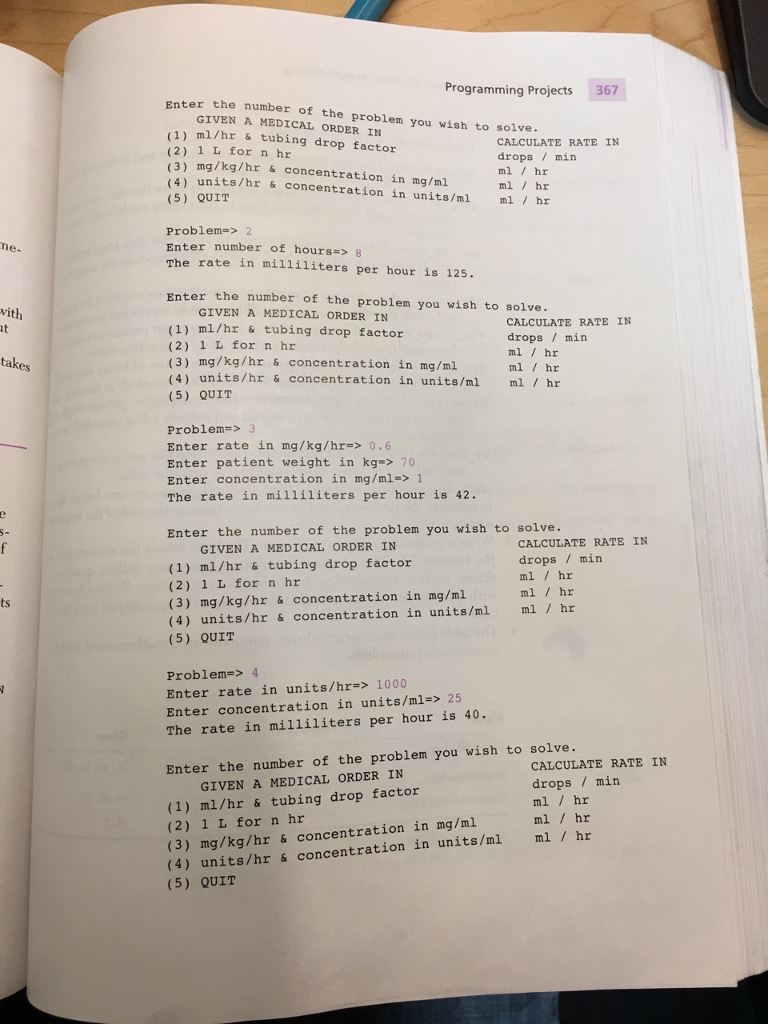 Programming Projects 367
Enter the number of the problem you wish to solve.
GIVEN A MEDICAL ORDER IN CALCULATE RATE IN
(1) ml/hr & tubing drop factor drops / min
(2) 1 L for n hr ml / hr
(3) mg/kg/hr & concentration in mg/ml ml / hr
(4) units/hr & concentration in units/ml ml / hr
(5) QUIT
Problem=> 2
Enter number of hours=> 8
The rate in milliliters per hour is 125.
Enter the number of the problem you wish to solve.
GIVEN A MEDICAL ORDER IN CALCULATE RATE IN
(1) ml/hr & tubing drop factor drops / min
(2) 1 L for n hr ml / hr
(3) mg/kg/hr & concentration in mg/ml ml / hr
(4) units/hr & concentration in units/ml ml / hr
(5) QUIT
Problem=> 3
Enter rate in mg/kg/hr=> 0.6
Enter patient weight in kg=> 70
Enter concentration in mg/ml=> 1
The rate in milliliters per hour is 42.
Enter the number of the problem you wish to solve.
GIVEN A MEDICAL ORDER IN CALCULATE RATE IN
(1) ml/hr & tubing drop factor drops / min
(2) 1 L for n hr ml / hr
(3) mg/kg/hr & concentration in mg/ml ml / hr
(4) units/hr & concentration in units/ml ml / hr
(5) QUIT
Problem=> 4
Enter rate in units/hr=> 1000
Enter concentration in units/ml=> 25
The rate in milliliters per hour is 40.
Enter the number of the problem you wish to solve.
GIVEN A MEDICAL ORDER IN CALCULATE RATE IN
(1) ml/hr & tubing drop factor drops / min
(2) 1 L for n hr ml / hr
(3) mg/kg/hr & concentration in mg/ml ml / hr
(4) units/hr & concentration in units/ml ml / hr
(5) QUIT
with
takes